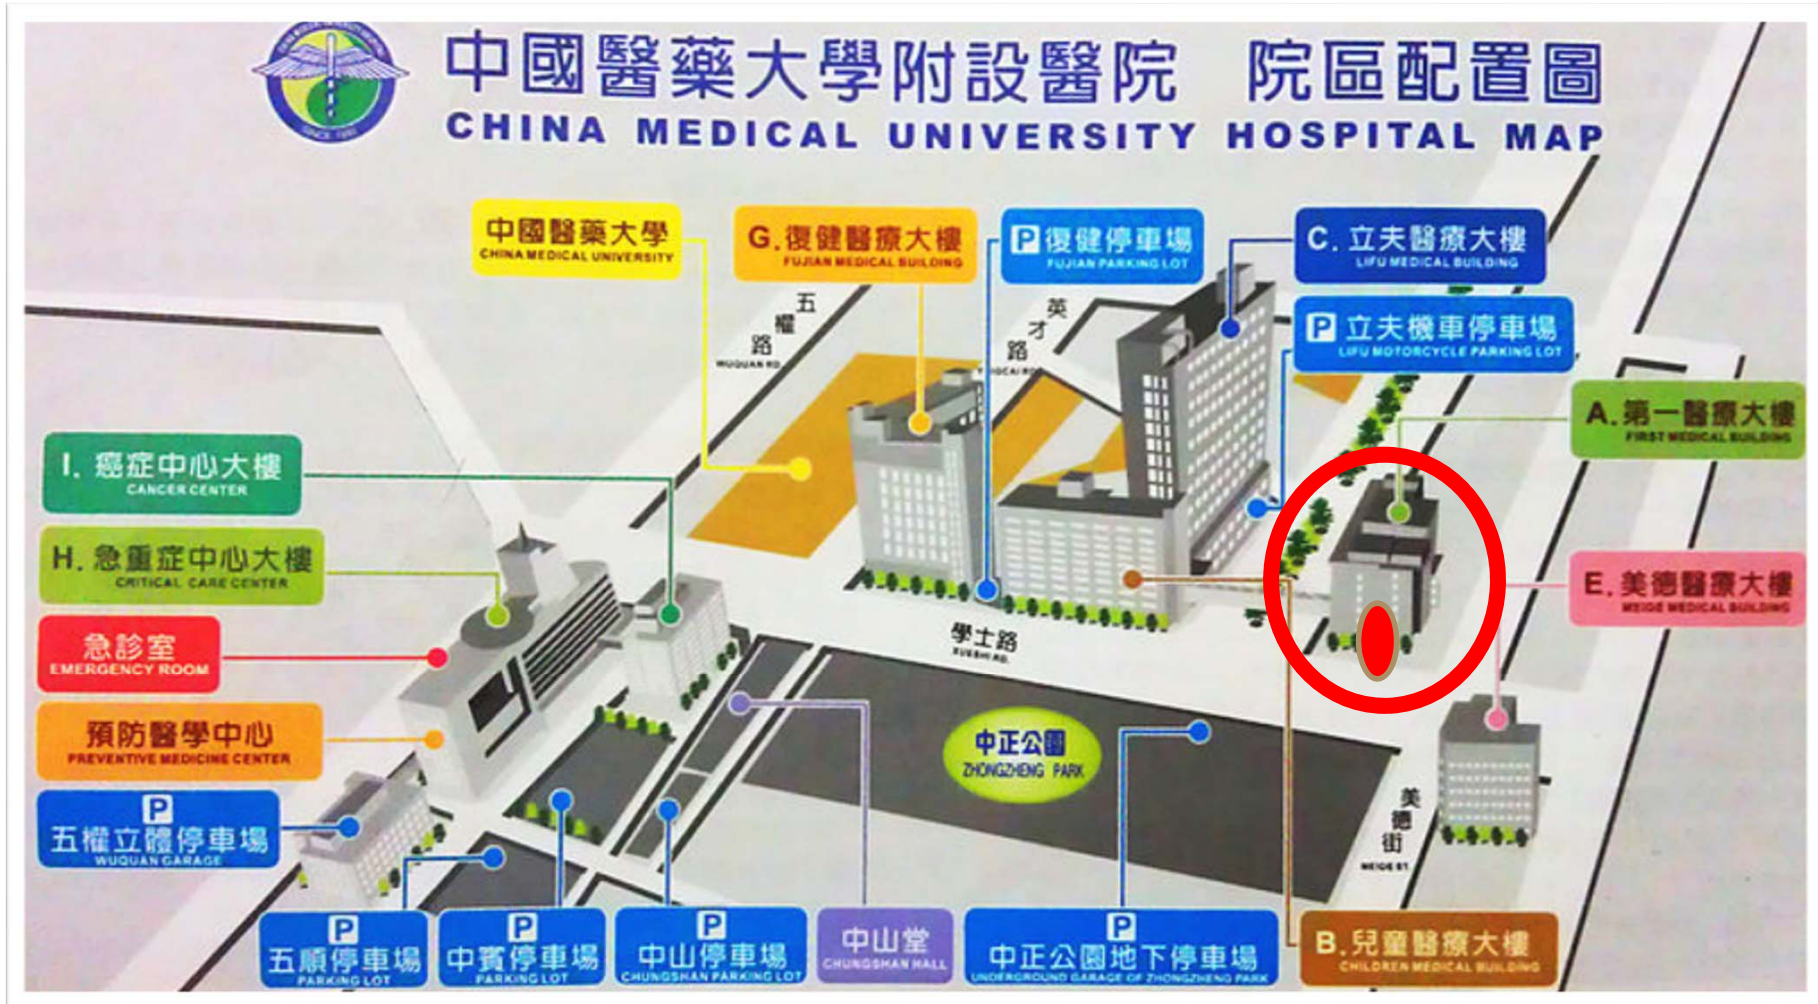 中國醫藥大學附設醫院 院區配置圖
CHINA MEDICAL UNIVERSITY HOSPITAL MAP
中國醫藥大學
CHINA MEDICAL UNIVERSITY
G.復健醫療大樓
FUJIAN MEDICAL BUILDING
P復健停車場
FUJIAN PARKING LOT
C.立夫醫療大樓
LIFU MEDICAL BUILDING
P立夫機車停車場
LIFU MOTORCYCLE PARKING LOT
五權路
WUQUAN RD.
英才路
A.第一醫療大樓
FIRST MEDICAL BUILDING
I.癌症中心大樓
CANCER CENTER
H.急重症中心大樓
CRITICAL CARE CENTER
E.美德醫療大樓
MEIDE MEDICAL BUILDING
急診室
EMERGENCY ROOM
學士路
XUESHI RD.
預防醫學中心
PREVENTIVE MEDICINE CENTER
中正公園
ZHONGZHENG PARK
P
五權立體停車場
WUQUAN GARAGE
美德街
MEIDE ST.
P
五順停車場
PARKING LOT
P
中賓停車場
PARKING LOT
P
中山停車場
CHUNGSHAN PARKING LOT
中山堂
CHUNGSHAN HALL
P
中正公園地下停車場
UNDERGROUND GARAGE OF ZHONGZHENG PARK
B.兒童醫療大樓
CHILDREN MEDICAL BUILDING